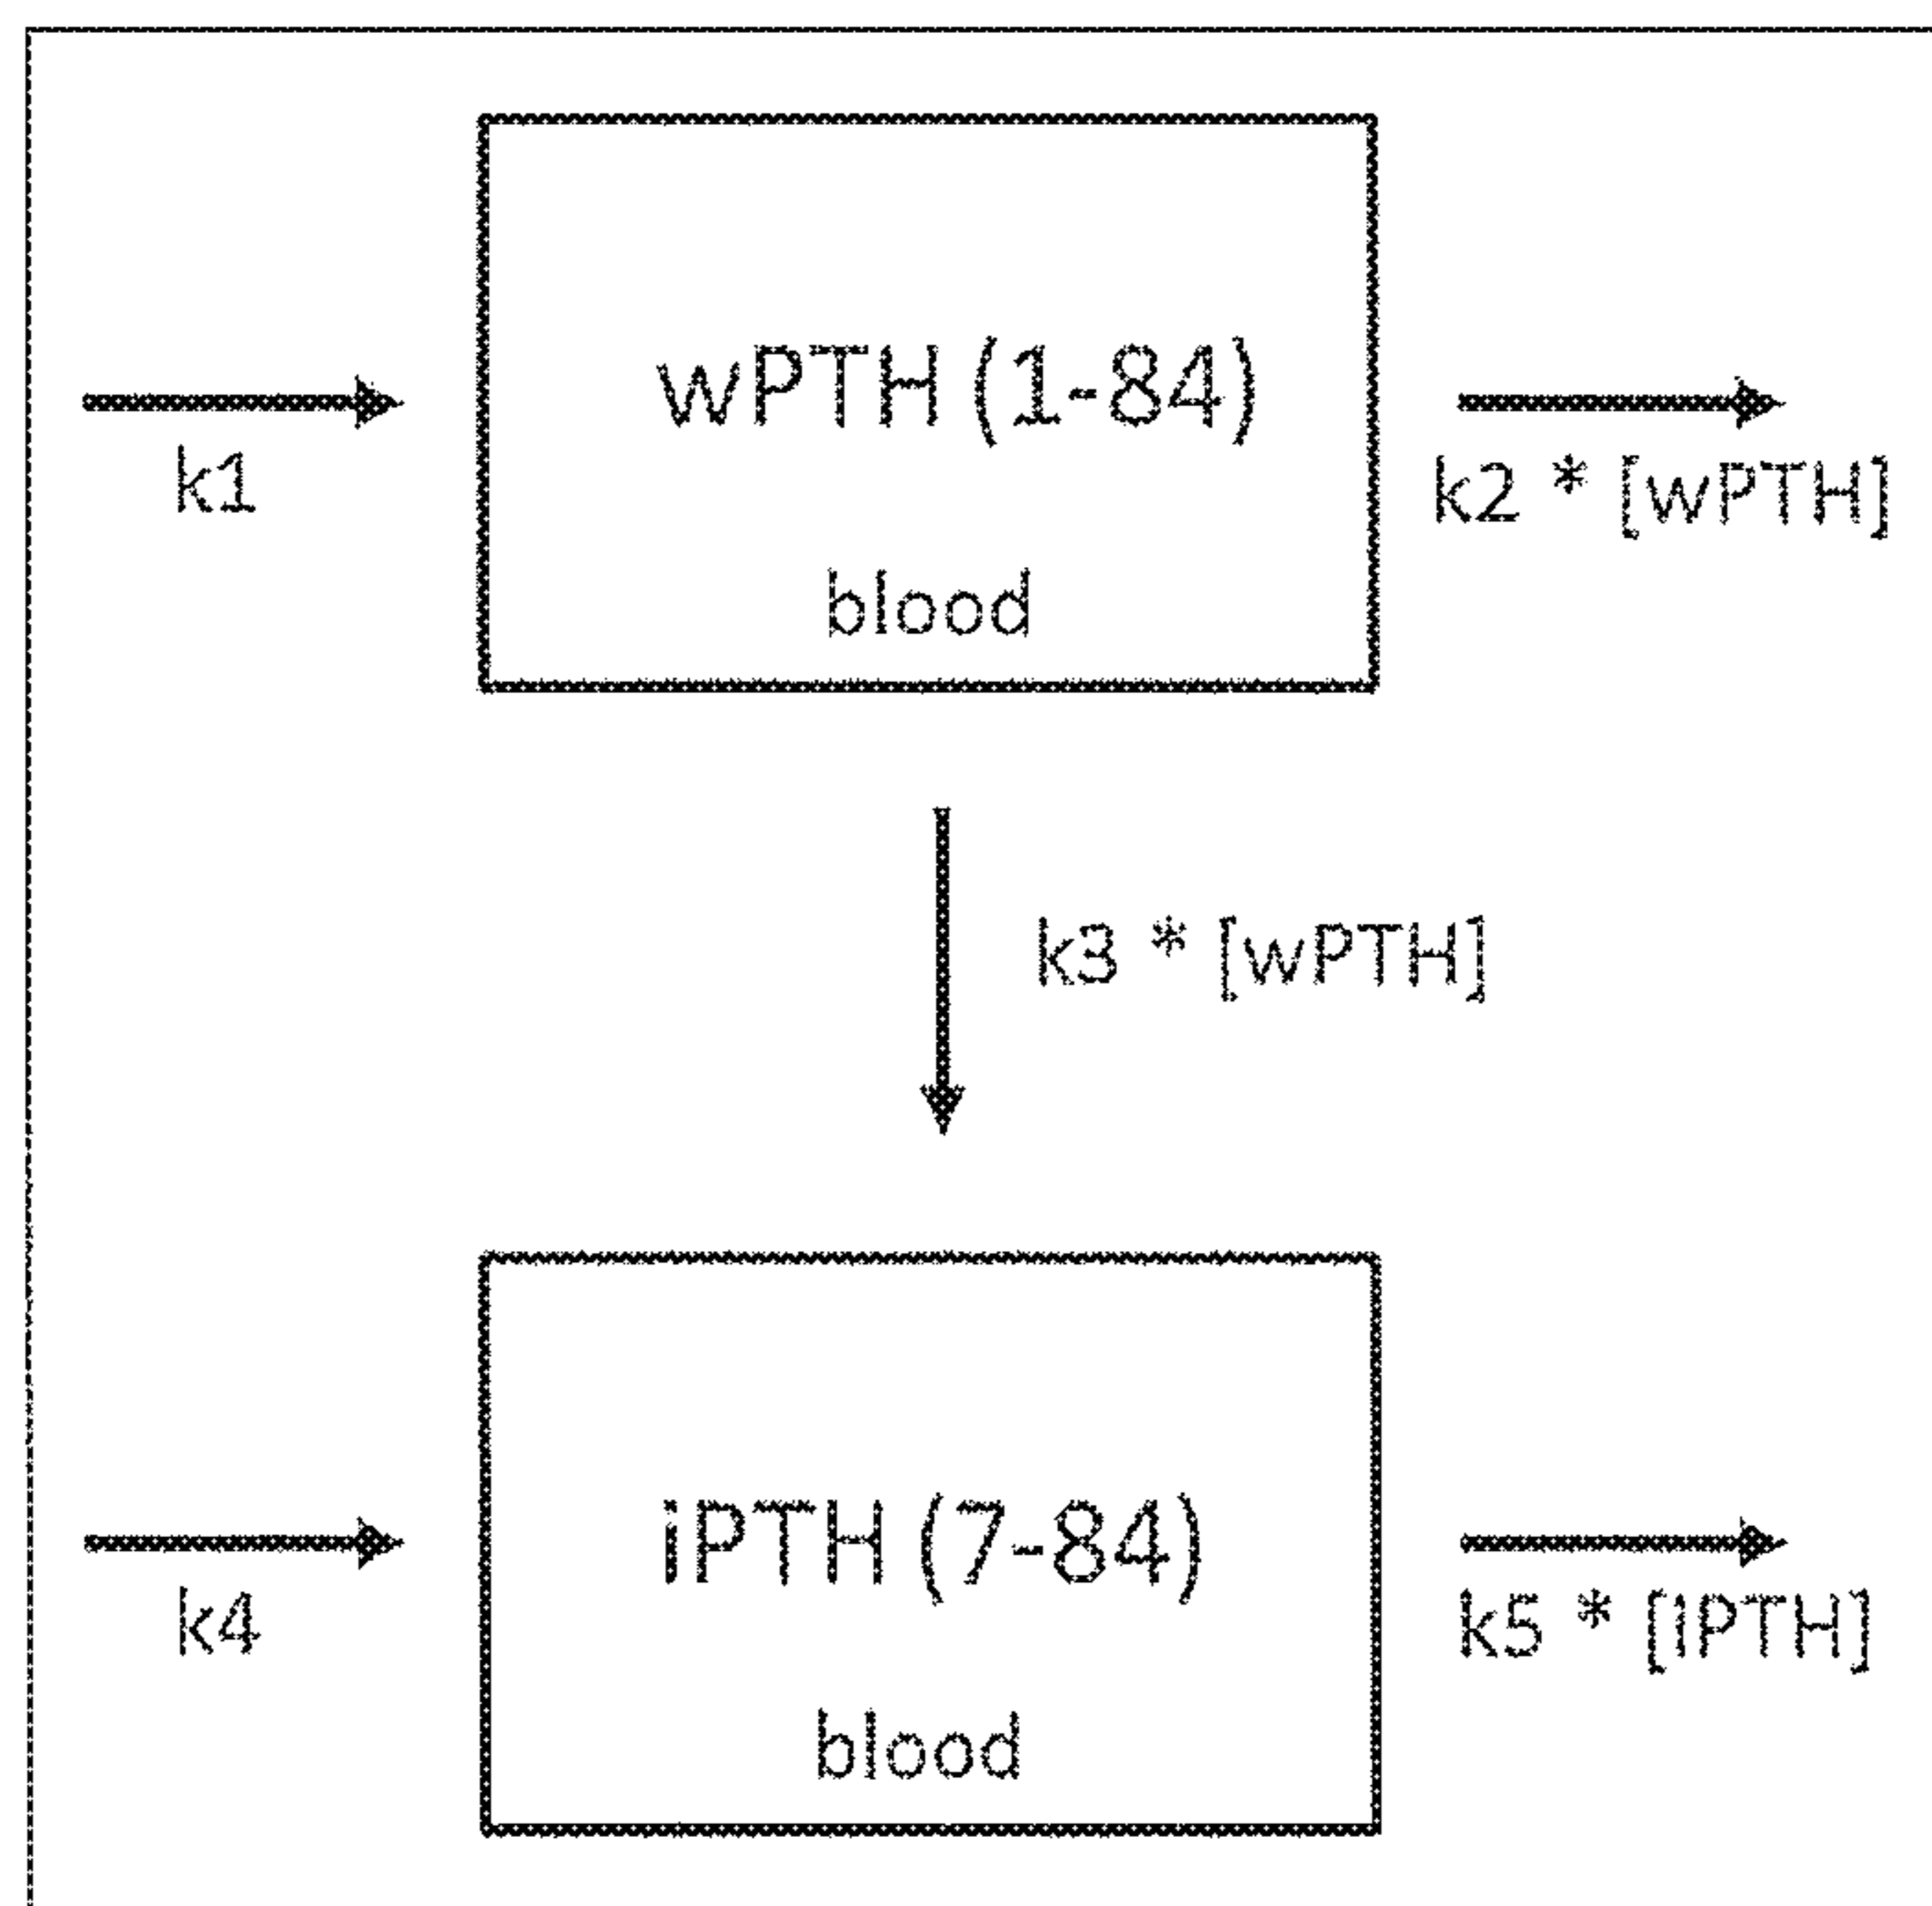 wPTH (1-84)
k1
k2 * [wPTH]
blood
k3 * [wPTH]
iPTH (7-84)
k4
k5 * [iPTH]
blood